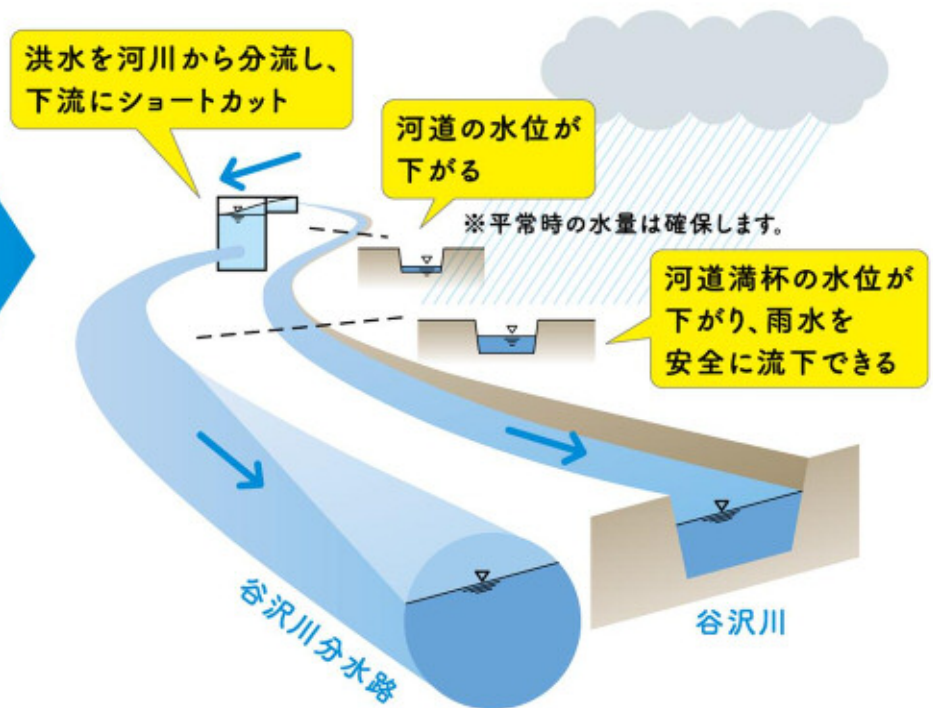 洪水を河川から分流し、
下流にショートカット
河道の水位が
下がる
※平常時の水量は確保します。
河道満杯の水位が
下がり、雨水を
安全に流下できる
谷沢川分水路
谷沢川